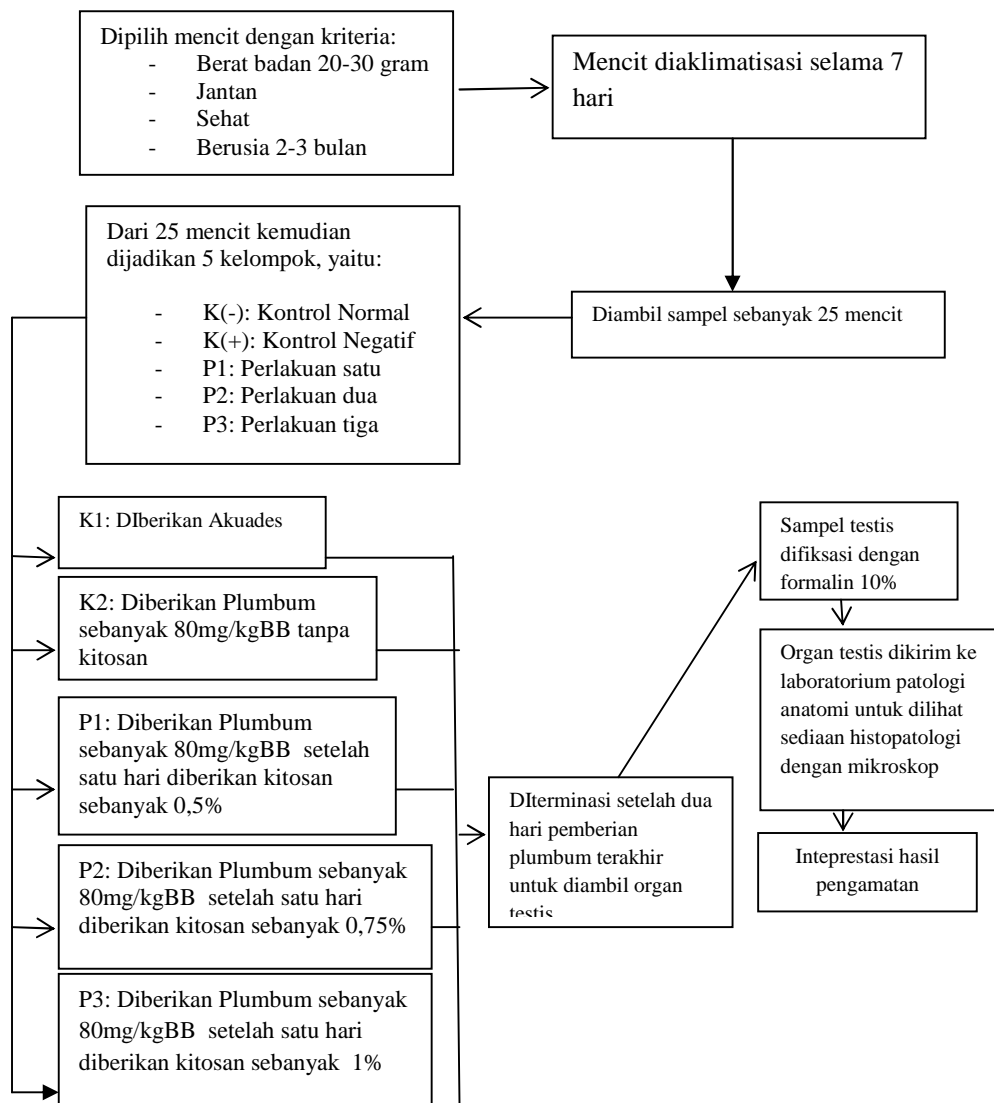 Dipilih mencit dengan kriteria:
- Berat badan 20-30 gram
- Jantan
- Sehat
- Berusia 2-3 bulan
Mencit diaklimatisasi selama 7
hari
Diambil sampel sebanyak 25 mencit
Dari 25 mencit kemudian
dijadikan 5 kelompok, yaitu:
- K(-): Kontrol Normal
- K(+): Kontrol Negatif
- P1: Perlakuan satu
- P2: Perlakuan dua
- P3: Perlakuan tiga
K1: DIberikan Akuades
K2: Diberikan Plumbum
sebanyak 80mg/kgBB tanpa
kitosan
P1: Diberikan Plumbum
sebanyak 80mg/kgBB setelah
satu hari diberikan kitosan
sebanyak 0,5%
P2: Diberikan Plumbum sebanyak
80mg/kgBB setelah satu hari
diberikan kitosan sebanyak 0,75%
P3: Diberikan Plumbum sebanyak
80mg/kgBB setelah satu hari
diberikan kitosan sebanyak 1%
DIterminasi setelah dua
hari pemberian
plumbum terakhir
untuk diambil organ
testis
Sampel testis
difiksasi dengan
formalin 10%
Organ testis dikirim ke
laboratorium patologi
anatomi untuk dilihat
sediaan histopatologi
dengan mikroskop
Inteprestasi hasil
pengamatan